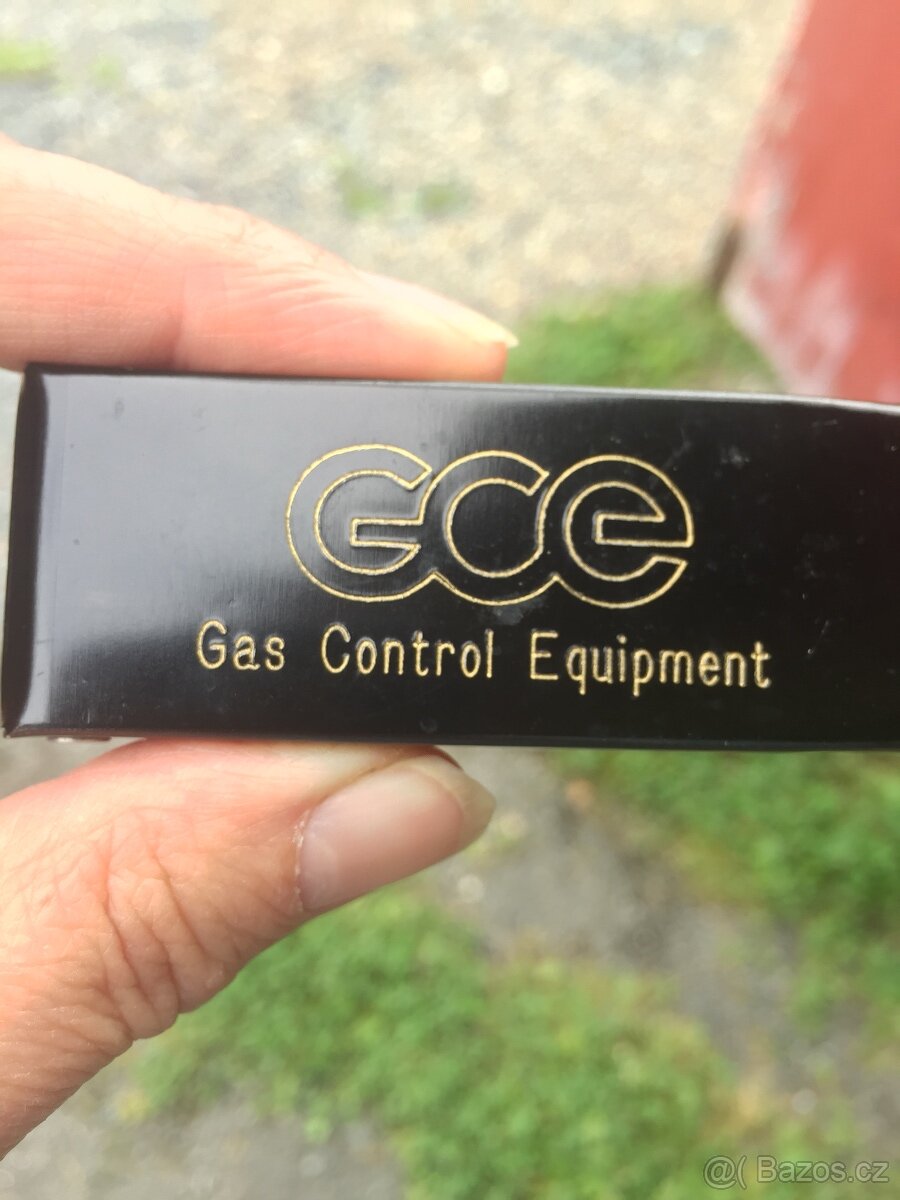 GCe
Gas Control Equipment
@( Bazos.cz